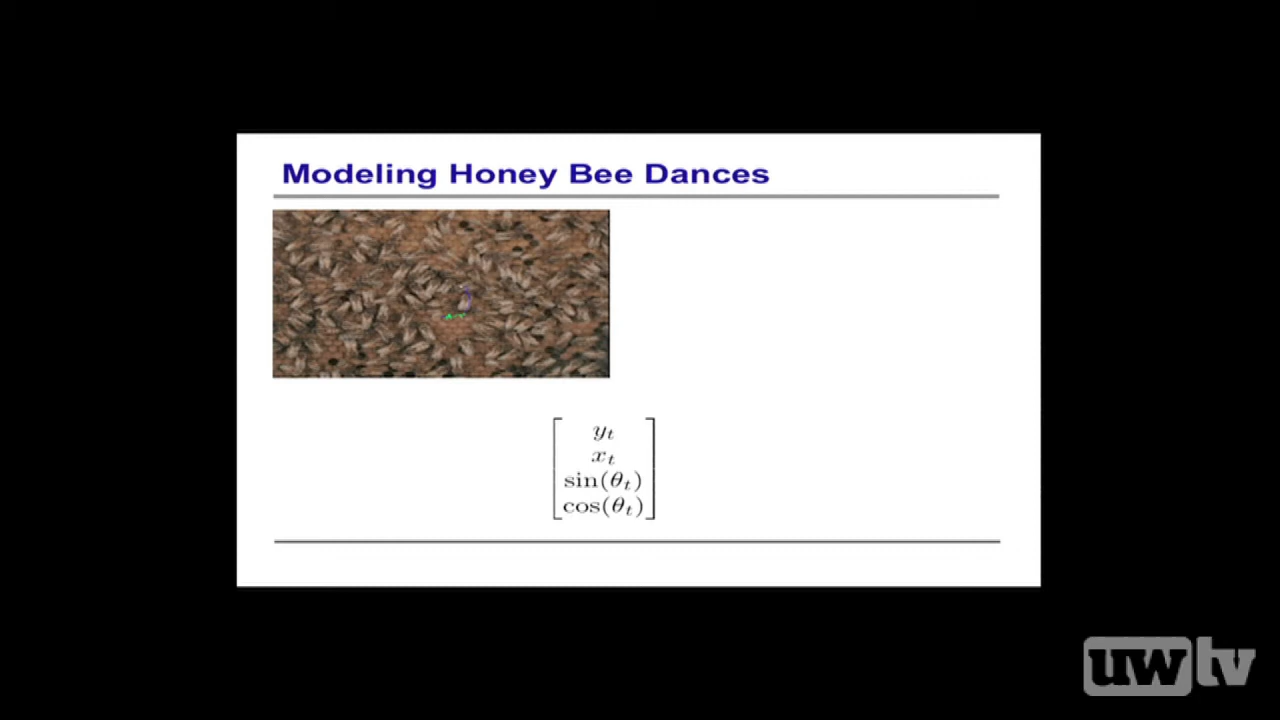 Modeling Honey Bee Dances
y_t
x_t
sin(θ_t)
cos(θ_t)
uwtv